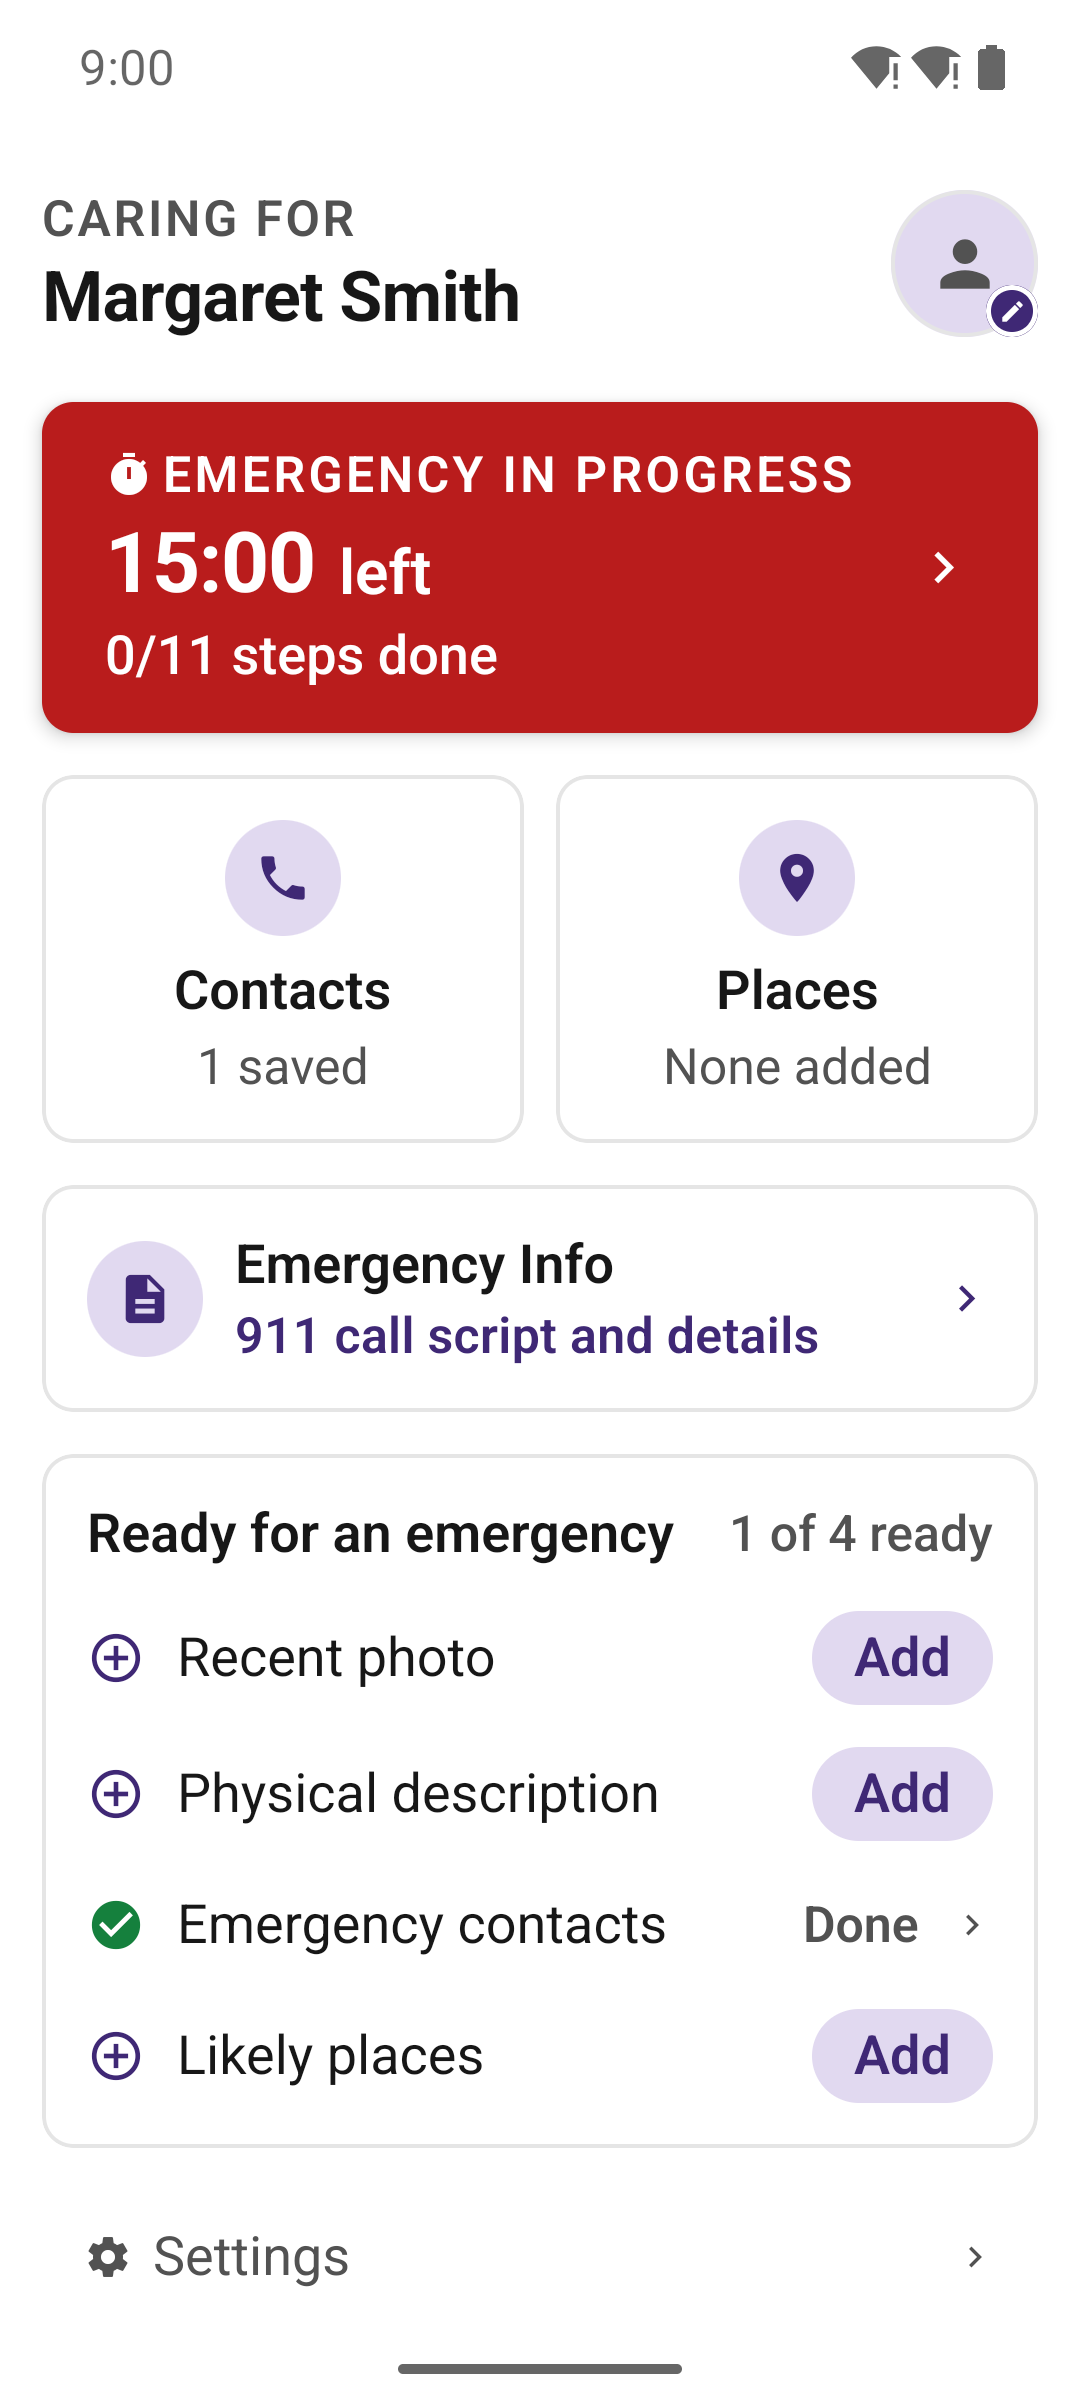 9:00
CARING FOR
Margaret Smith
EMERGENCY IN PROGRESS
15:00 left
0/11 steps done
Contacts
1 saved
Places
None added
Emergency Info
911 call script and details
Ready for an emergency 1 of 4 ready
Recent photo Add
Physical description Add
Emergency contacts Done
Likely places Add
Settings